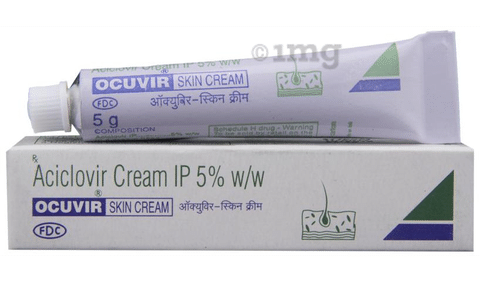 1mg
Aciclovir Cream IP 5% w/w
OCUVIR® SKIN CREAM
FDC ऑक्युबिर-स्किन क्रीम
5 g
COMPOSITION
Schedule H drug - Warning
Rx
Aciclovir Cream IP 5% w/w
OCUVIR® SKIN CREAM ऑक्युविर-स्किन क्रीम
FDC